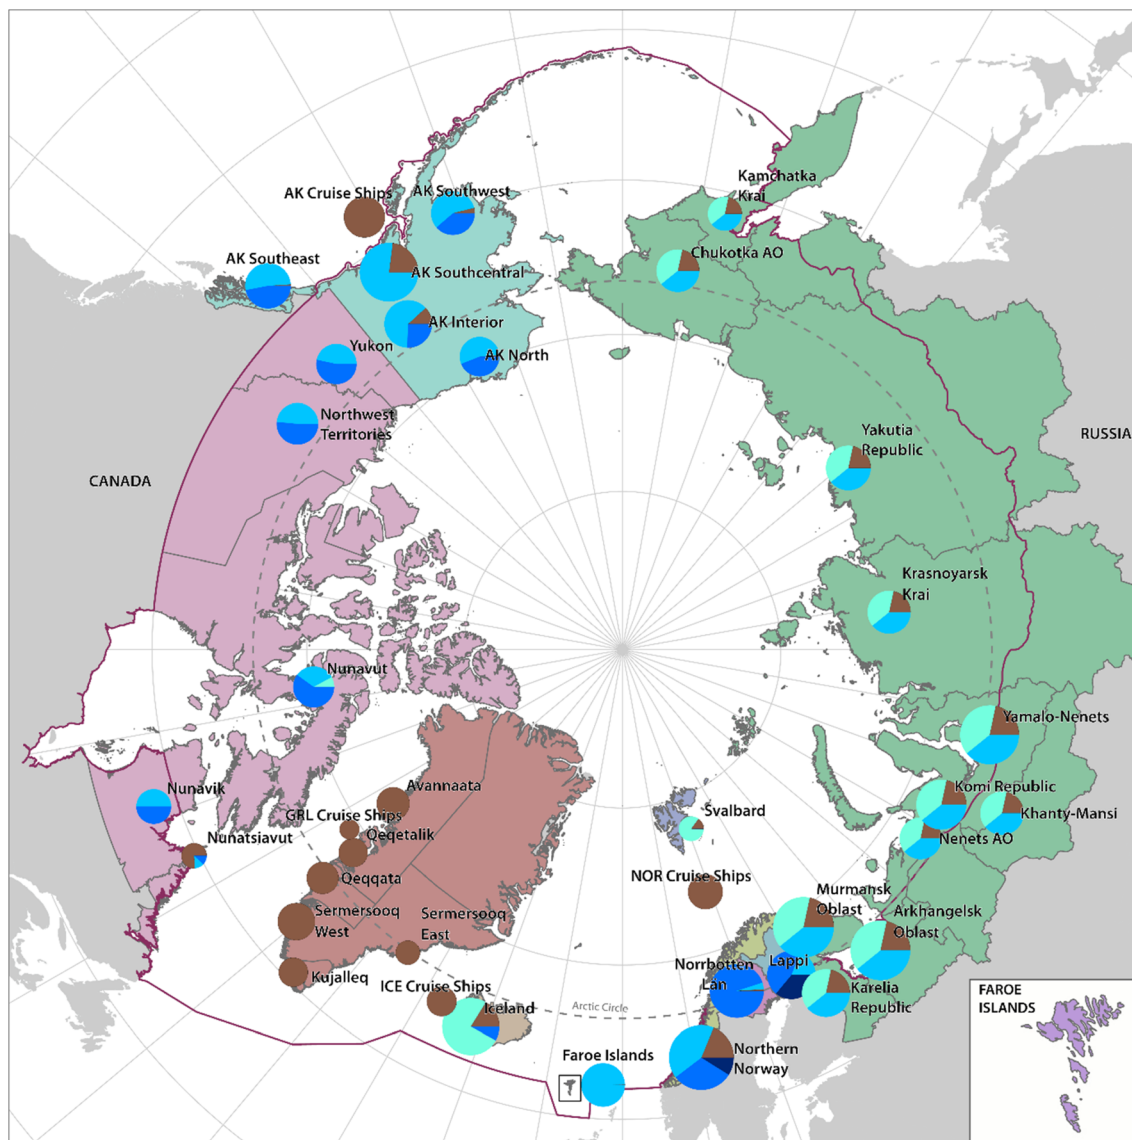 Kamchatka
Krai
AK Cruise Ships
AK Southwest
AK Southeast
Chukotka AO
AK Southcentral
AK Interior
Yukon
AK North
Northwest
Territories
Yakutia
Republic
RUSSIA
CANADA
Krasnoyarsk
Krai
Nunavut
Yamalo-Nenets
Nunavik
Avannaata
Komi Republic
Svalbard
GRL Cruise Ships
Khanty-Mansi
Qeqetalik
Nenets AO
Nunatsiavut
Qeqqata
NOR Cruise Ships
Murmansk
Oblast
Sermersooq
West
Sermersooq
East
Arkhangelsk
Oblast
Norrbotten
Lan
Lappi
Kujalleq
ICE Cruise Ships
Karelia
Republic
Iceland
Arctic Circle
FAROE
ISLANDS
Faroe Islands
Northern
Norway